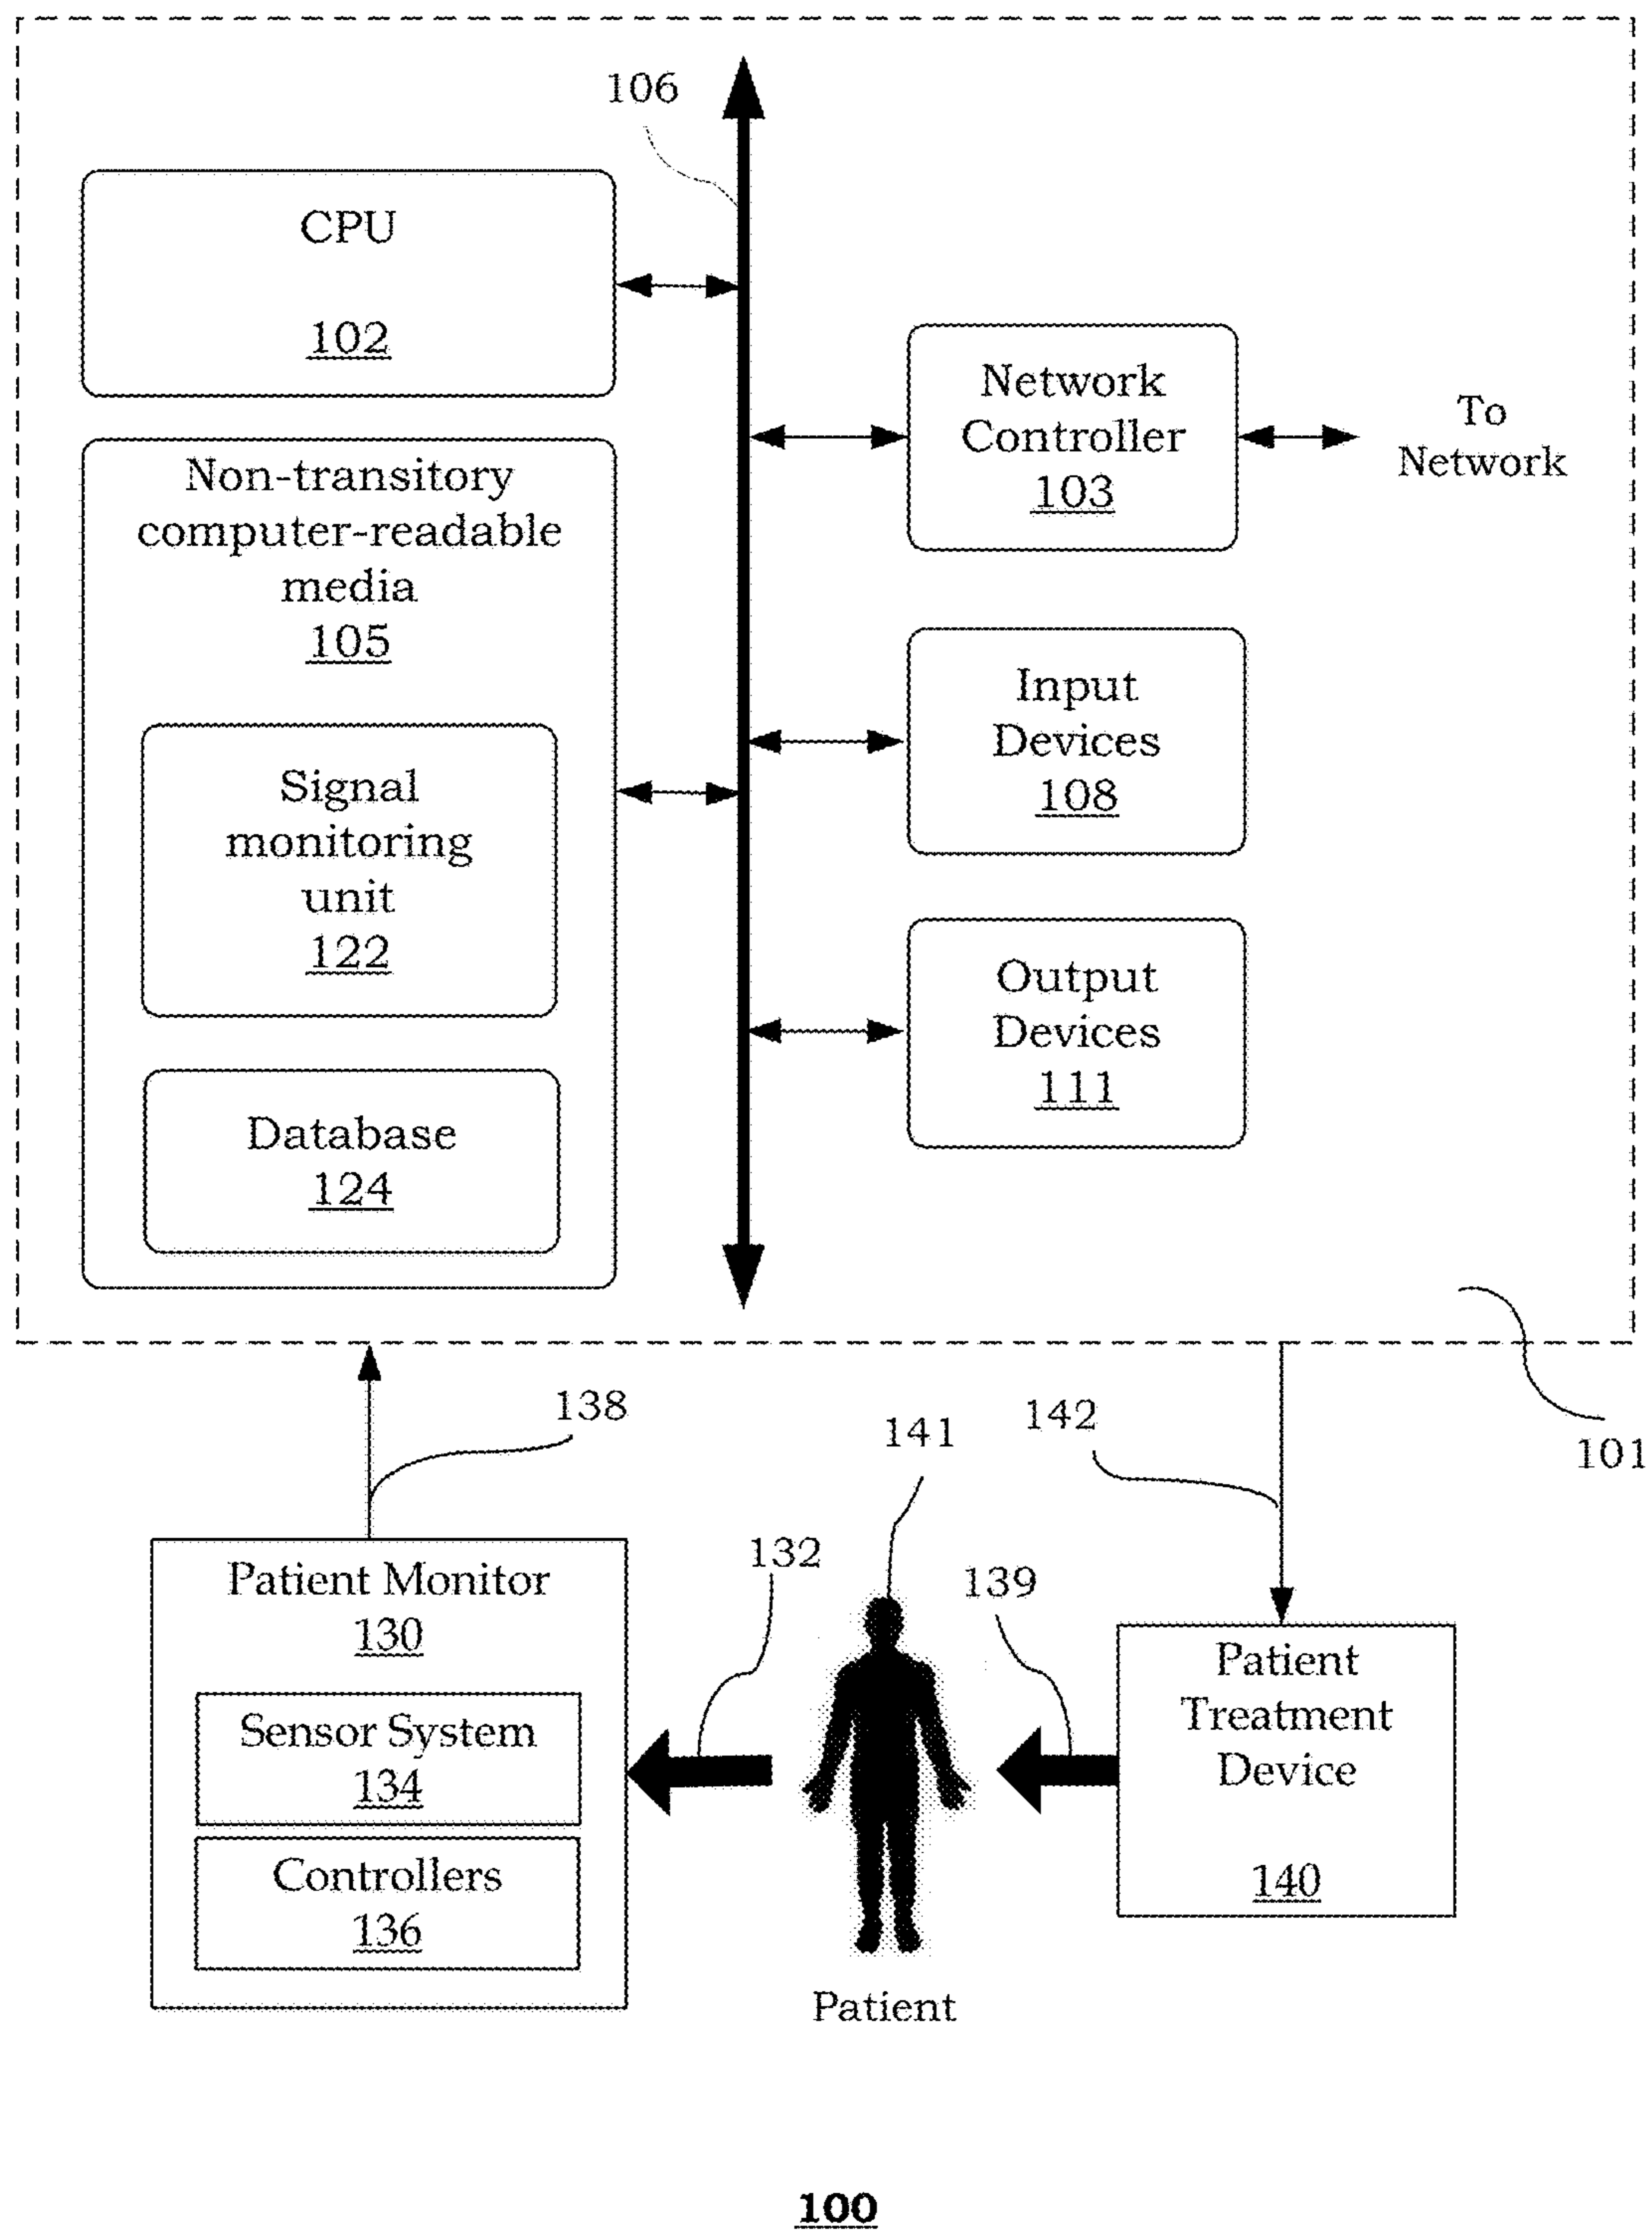 106
CPU
102
Network
Controller
103
To
Network
Non-transitory
computer-readable
media
105
Input
Devices
108
Signal
monitoring
unit
122
Output
Devices
111
Database
124
101
138
141
142
132
139
Patient Monitor
130
Sensor System
134
Controllers
136
Patient
Treatment
Device
140
Patient
100